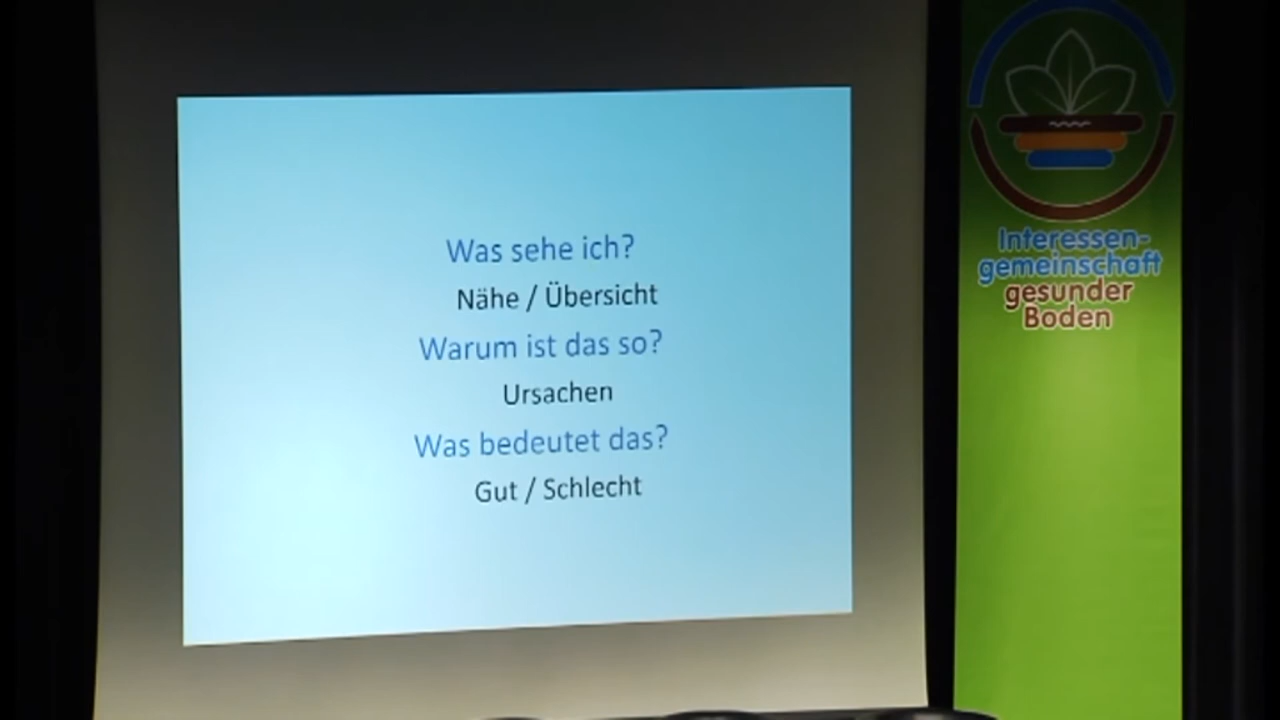 Was sehe ich?
Nähe / Übersicht
Warum ist das so?
Ursachen
Was bedeutet das?
Gut / Schlecht
Interessen-
gemeinschaft
gesunder
Boden